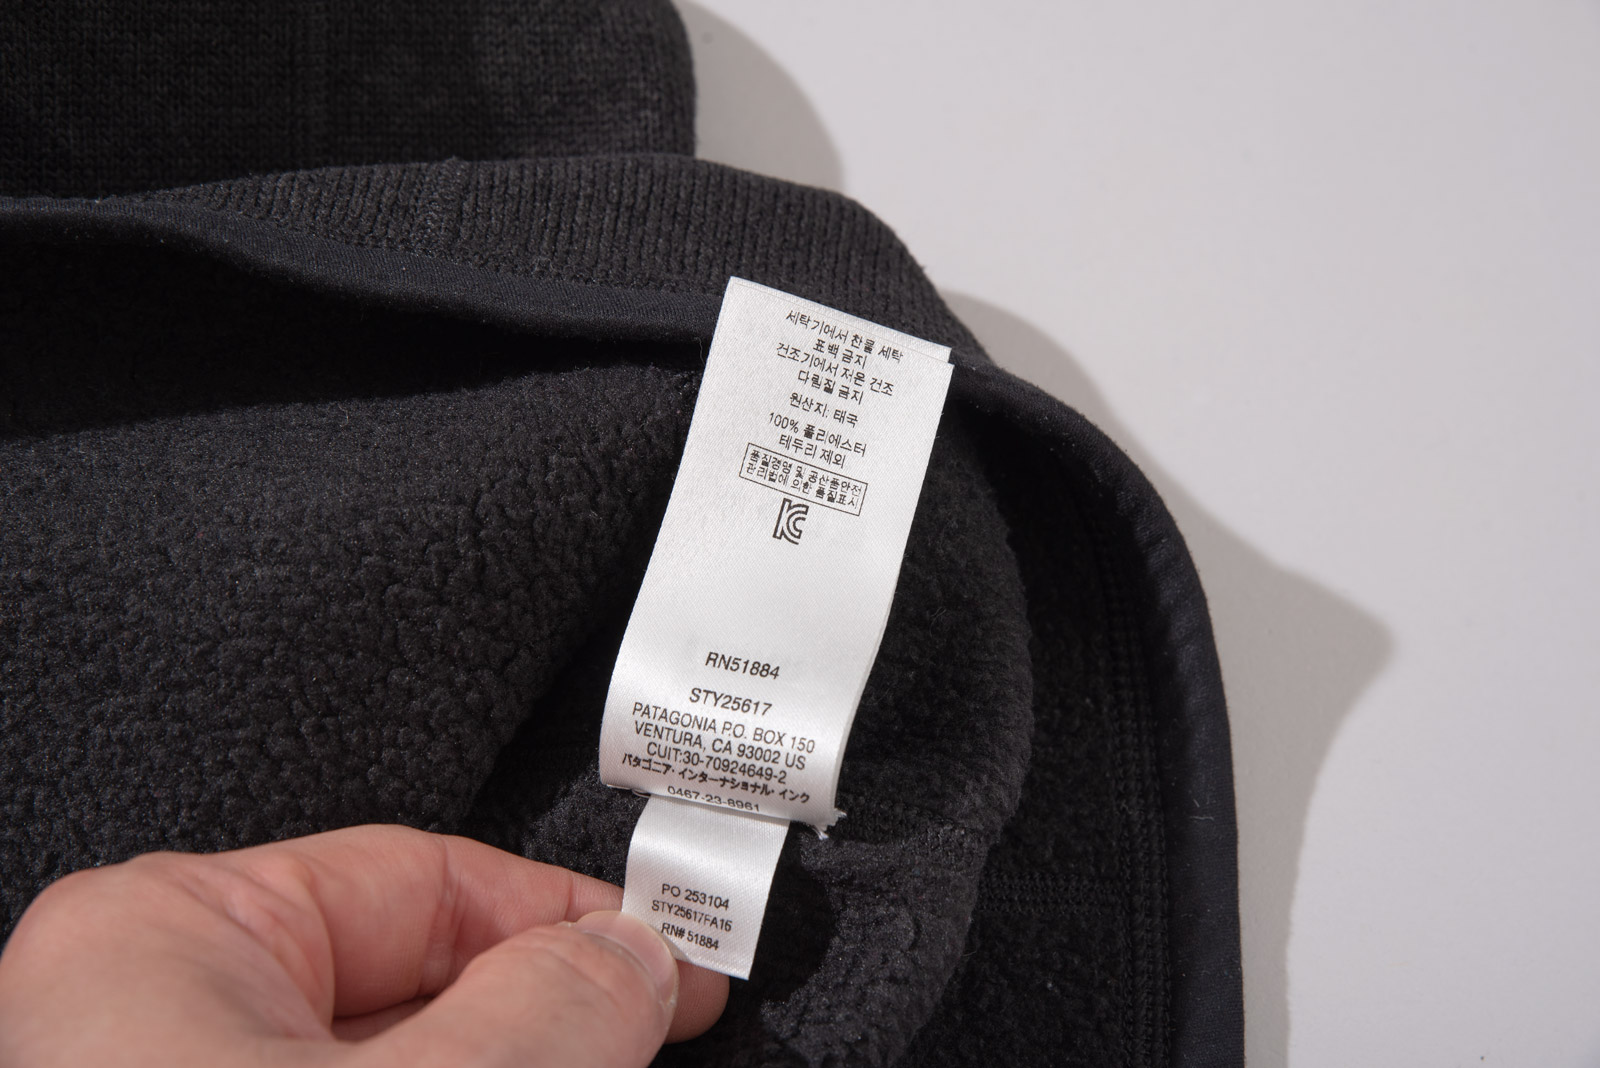 세탁기에서 찬물 세탁
표백 금지
건조기에서 저온 건조
다림질 금지
원산지: 태국
100% 폴리에스터
테두리 제외
품질경영 및 공산품안전
관리법에 의한 품질표시
RN51884
STY25617
PATAGONIA P.O. BOX 150
VENTURA, CA 93002 US
CUIT:30-70924649-2
パタゴニア・インターナショナル・インク
0467-23-8961
PO 253104
STY25617FA16
RN# 51884